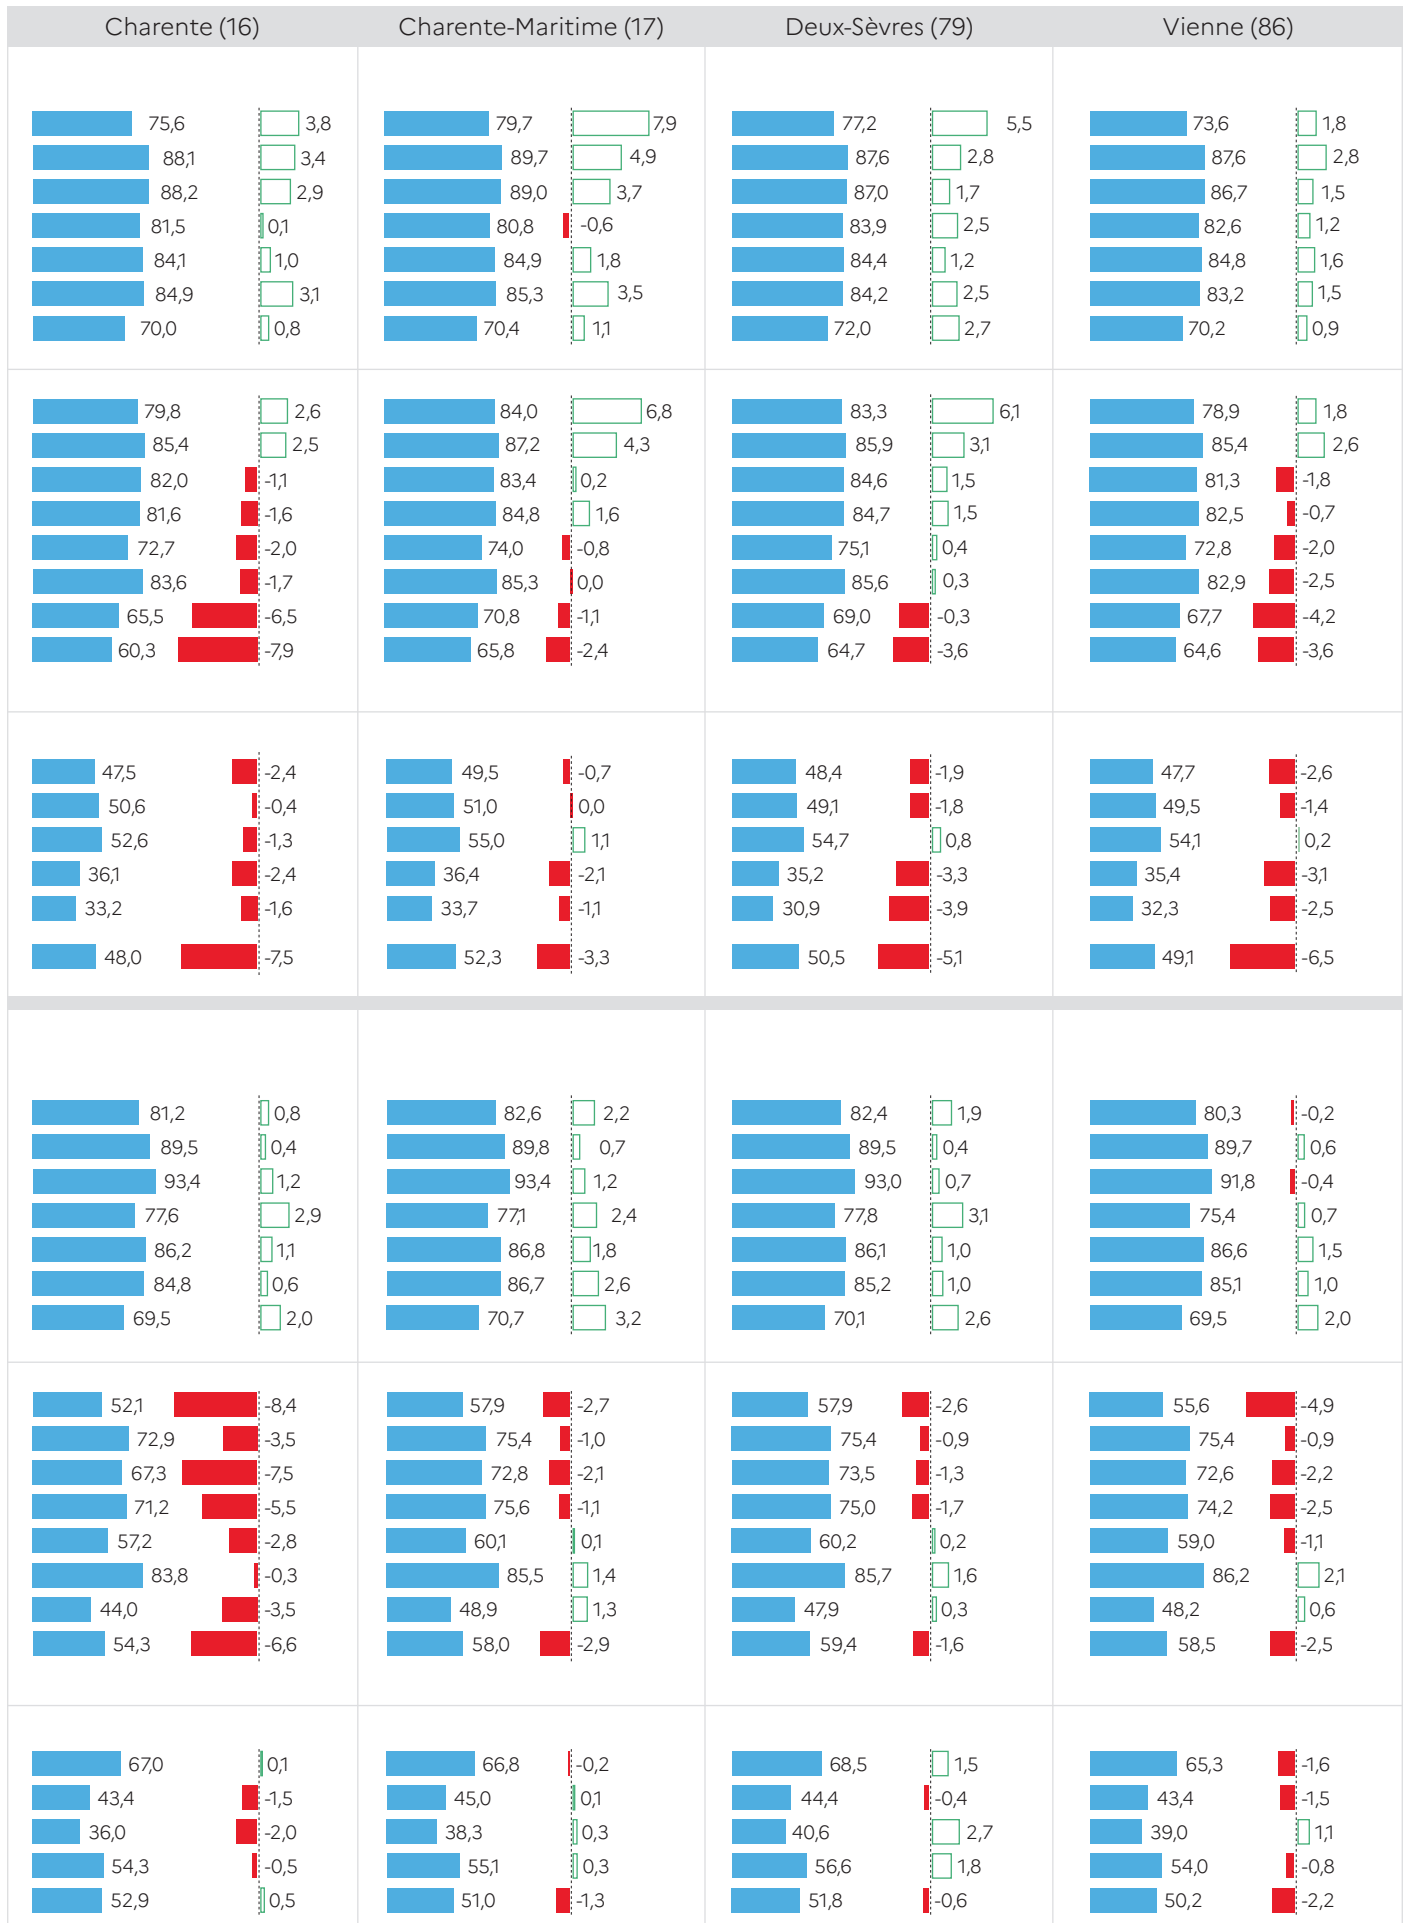 Charente (16) Charente-Maritime (17) Deux-Sèvres (79) Vienne (86)
75,6 3,8 79,7 7,9 77,2 5,5 73,6 1,8
88,1 3,4 89,7 4,9 87,6 2,8 87,6 2,8
88,2 2,9 89,0 3,7 87,0 1,7 86,7 1,5
81,5 0,1 80,8 -0,6 83,9 2,5 82,6 1,2
84,1 1,0 84,9 1,8 84,4 1,2 84,8 1,6
84,9 3,1 85,3 3,5 84,2 2,5 83,2 1,5
70,0 0,8 70,4 1,1 72,0 2,7 70,2 0,9
79,8 2,6 84,0 6,8 83,3 6,1 78,9 1,8
85,4 2,5 87,2 4,3 85,9 3,1 85,4 2,6
82,0 -1,1 83,4 0,2 84,6 1,5 81,3 -1,8
81,6 -1,6 84,8 1,6 84,7 1,5 82,5 -0,7
72,7 -2,0 74,0 -0,8 75,1 0,4 72,8 -2,0
83,6 -1,7 85,3 0,0 85,6 0,3 82,9 -2,5
65,5 -6,5 70,8 -1,1 69,0 -0,3 67,7 -4,2
60,3 -7,9 65,8 -2,4 64,7 -3,6 64,6 -3,6
47,5 -2,4 49,5 -0,7 48,4 -1,9 47,7 -2,6
50,6 -0,4 51,0 0,0 49,1 -1,8 49,5 -1,4
52,6 -1,3 55,0 1,1 54,7 0,8 54,1 0,2
36,1 -2,4 36,4 -2,1 35,2 -3,3 35,4 -3,1
33,2 -1,6 33,7 -1,1 30,9 -3,9 32,3 -2,5
48,0 -7,5 52,3 -3,3 50,5 -5,1 49,1 -6,5
81,2 0,8 82,6 2,2 82,4 1,9 80,3 -0,2
89,5 0,4 89,8 0,7 89,5 0,4 89,7 0,6
93,4 1,2 93,4 1,2 93,0 0,7 91,8 -0,4
77,6 2,9 77,1 2,4 77,8 3,1 75,4 0,7
86,2 1,1 86,8 1,8 86,1 1,0 86,6 1,5
84,8 0,6 86,7 2,6 85,2 1,0 85,1 1,0
69,5 2,0 70,7 3,2 70,1 2,6 69,5 2,0
52,1 -8,4 57,9 -2,7 57,9 -2,6 55,6 -4,9
72,9 -3,5 75,4 -1,0 75,4 -0,9 75,4 -0,9
67,3 -7,5 72,8 -2,1 73,5 -1,3 72,6 -2,2
71,2 -5,5 75,6 -1,1 75,0 -1,7 74,2 -2,5
57,2 -2,8 60,1 0,1 60,2 0,2 59,0 -1,1
83,8 -0,3 85,5 1,4 85,7 1,6 86,2 2,1
44,0 -3,5 48,9 1,3 47,9 0,3 48,2 0,6
54,3 -6,6 58,0 -2,9 59,4 -1,6 58,5 -2,5
67,0 0,1 66,8 -0,2 68,5 1,5 65,3 -1,6
43,4 -1,5 45,0 0,1 44,4 -0,4 43,4 -1,5
36,0 -2,0 38,3 0,3 40,6 2,7 39,0 1,1
54,3 -0,5 55,1 0,3 56,6 1,8 54,0 -0,8
52,9 0,5 51,0 -1,3 51,8 -0,6 50,2 -2,2